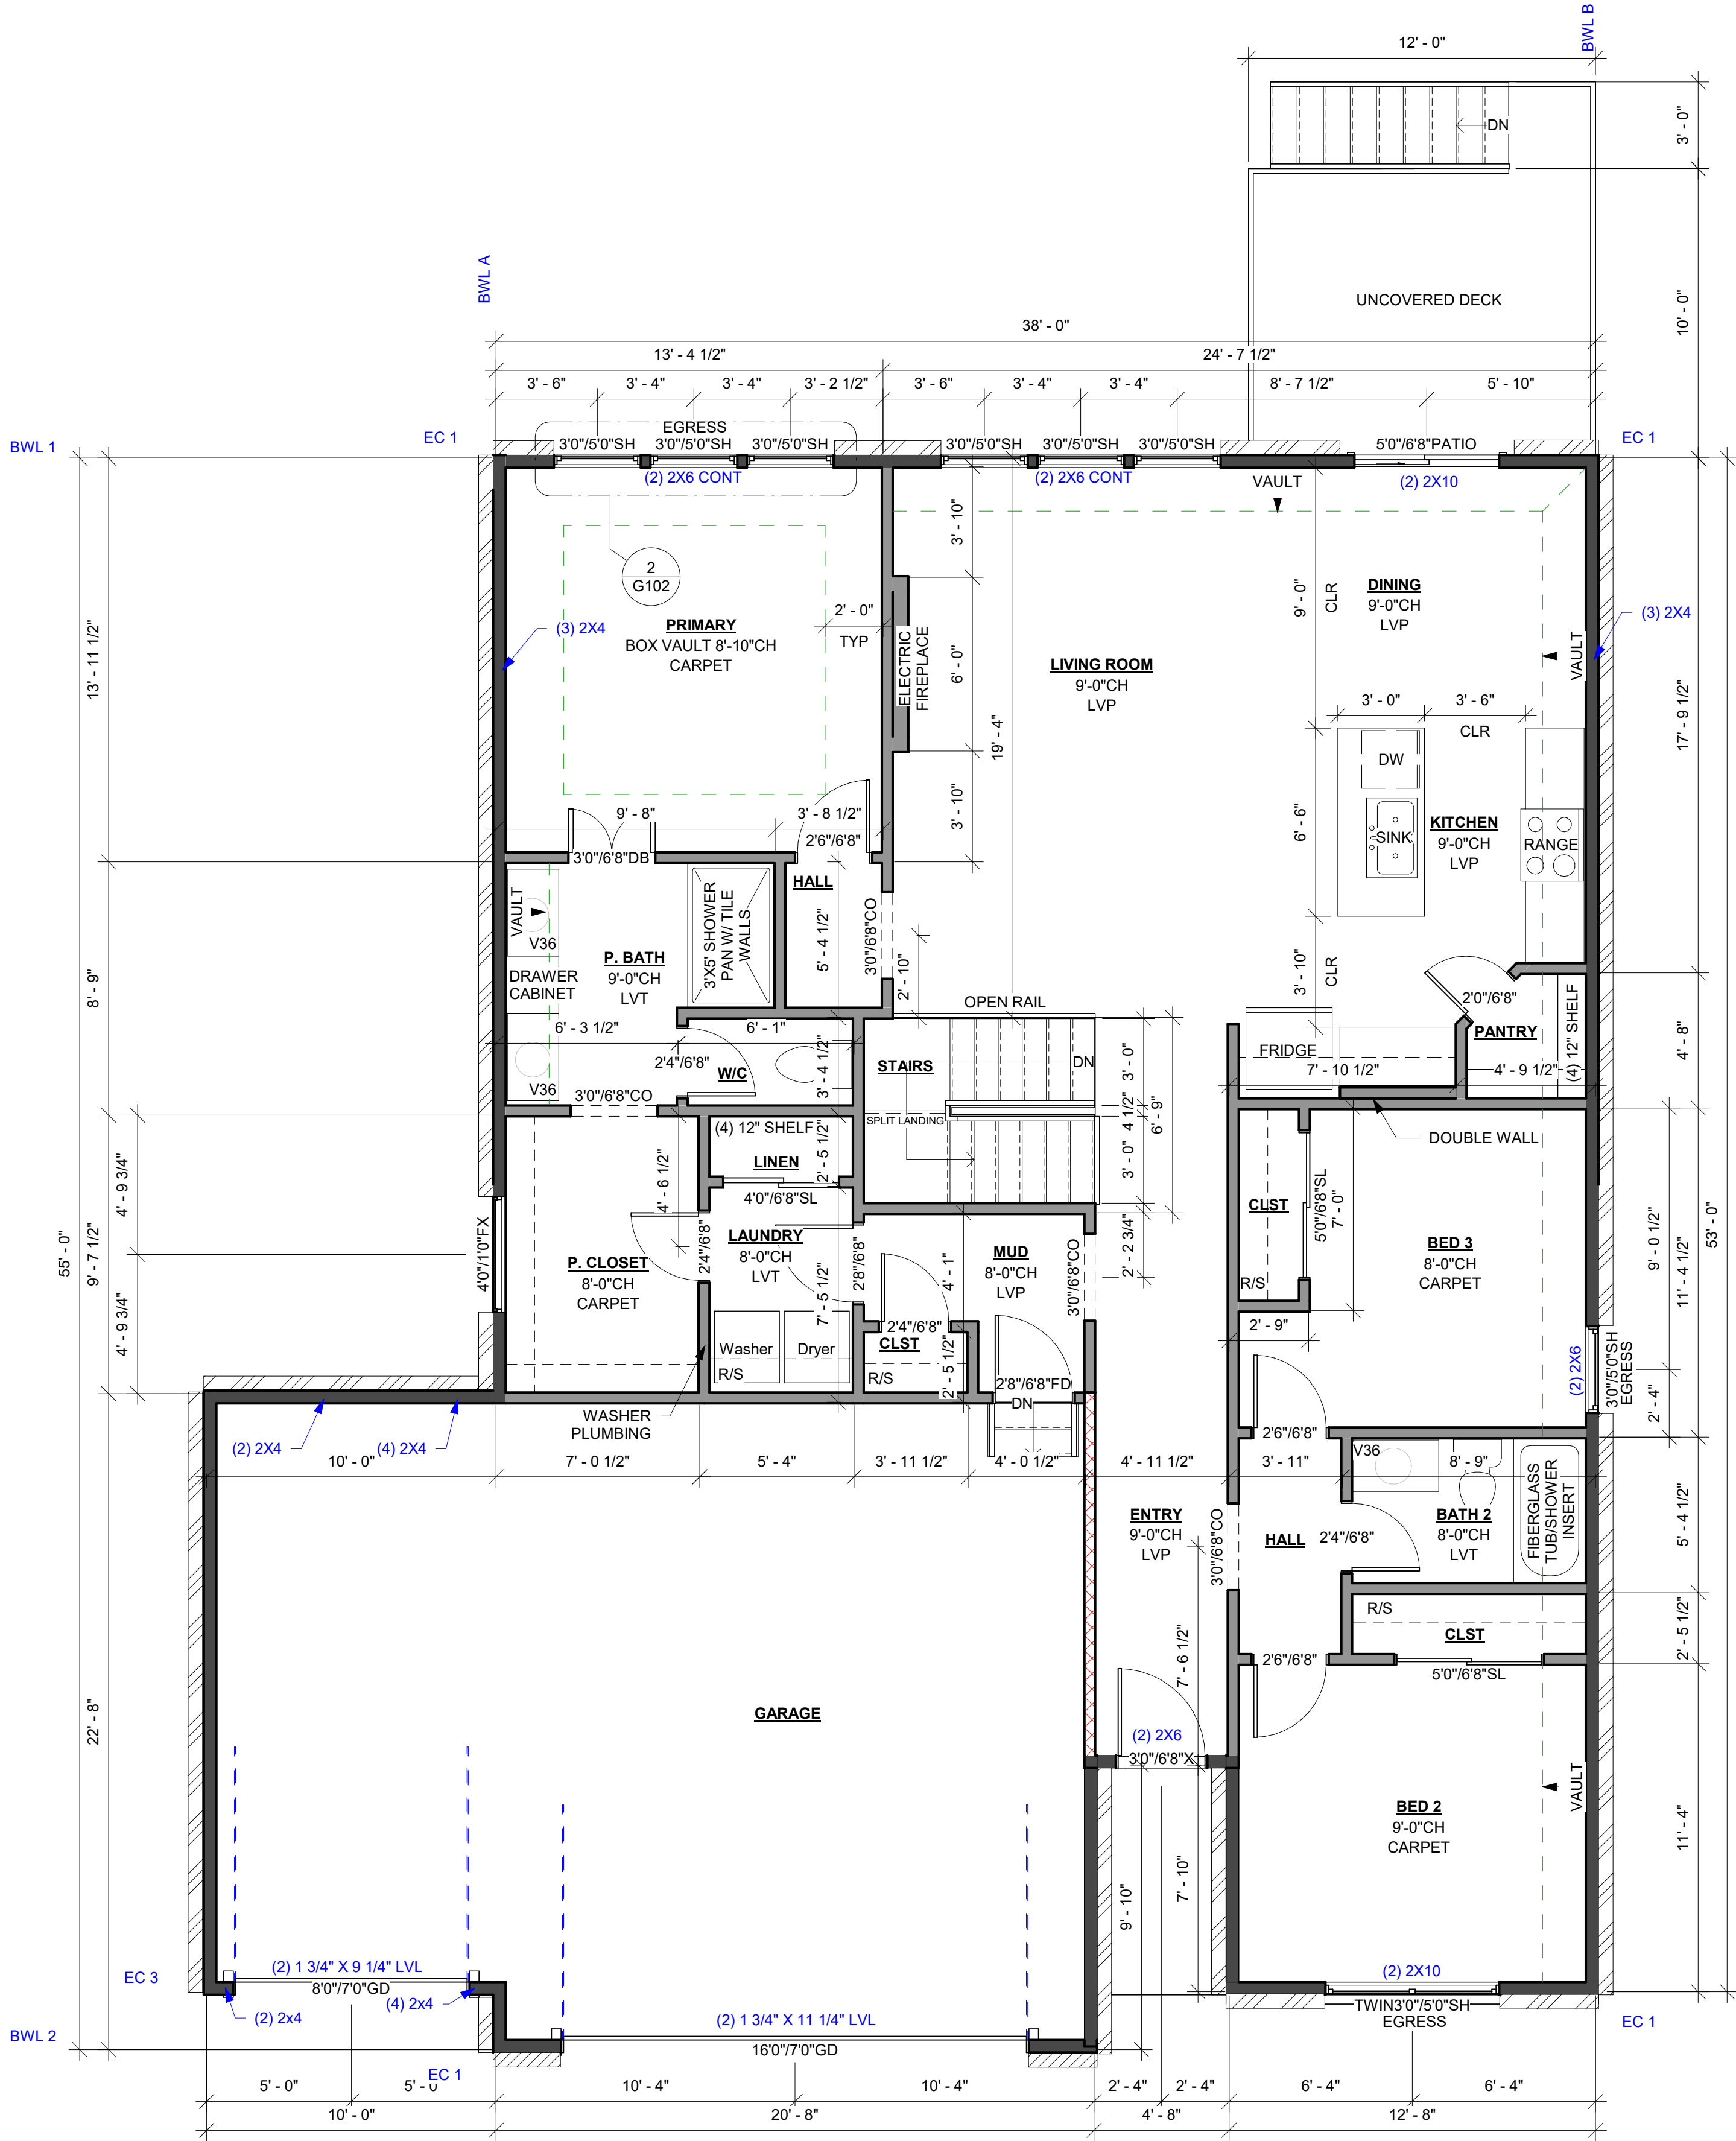 BWL B
12' - 0"
DN
3' - 0"
UNCOVERED DECK
10' - 0"
BWL A
38' - 0"
13' - 4 1/2"
24' - 7 1/2"
3' - 6"
3' - 4"
3' - 4"
3' - 2 1/2"
3' - 6"
3' - 4"
3' - 4"
8' - 7 1/2"
5' - 10"
BWL 1
EC 1
EGRESS
3'0"/5'0"SH
3'0"/5'0"SH
3'0"/5'0"SH
3'0"/5'0"SH
3'0"/5'0"SH
3'0"/5'0"SH
5'0"/6'8"PATIO
EC 1
(2) 2X6 CONT
(2) 2X6 CONT
VAULT
(2) 2X10
2
G102
3' - 10"
9' - 0"
CLR
DINING
9'-0"CH
LVP
(3) 2X4
(3) 2X4
PRIMARY
BOX VAULT 8'-10"CH
CARPET
2' - 0"
TYP
ELECTRIC
FIREPLACE
6' - 0"
LIVING ROOM
9'-0"CH
LVP
VAULT
13' - 11 1/2"
19' - 4"
3' - 0"
3' - 6"
CLR
17' - 9 1/2"
DW
9' - 8"
3' - 8 1/2"
3' - 10"
6' - 6"
SINK
KITCHEN
9'-0"CH
LVP
RANGE
2'6"/6'8"
3'0"/6'8"DB
HALL
VAULT
V36
3'X5' SHOWER
PAN W/ TILE
WALLS
5' - 4 1/2"
3'0"/6'8"CO
2' - 10"
P. BATH
9'-0"CH
LVT
DRAWER
CABINET
8' - 9"
3' - 10"
CLR
2'0"/6'8"
OPEN RAIL
PANTRY
(4) 12" SHELF
4' - 8"
6' - 3 1/2"
6' - 1"
2'4"/6'8"
W/C
3' - 4 1/2"
STAIRS
DN
3' - 0"
4 1/2"
3' - 0"
6' - 9"
FRIDGE
7' - 10 1/2"
4' - 9 1/2"
V36
3'0"/6'8"CO
(4) 12" SHELF
SPLIT LANDING
DOUBLE WALL
LINEN
2' - 5 1/2"
4'0"/6'8"SL
4' - 6 1/2"
4' - 9 3/4"
9' - 7 1/2"
55' - 0"
4' - 9 3/4"
4'0"/1'0"FX
P. CLOSET
8'-0"CH
CARPET
2'4"/6'8"
LAUNDRY
8'-0"CH
LVT
7' - 5 1/2"
2'8"/6'8"
4' - 1"
MUD
8'-0"CH
LVP
3'0"/6'8"CO
2' - 2 3/4"
CLST
5'0"/6'8"SL
7' - 0"
R/S
BED 3
8'-0"CH
CARPET
9' - 0 1/2"
11' - 4 1/2"
53' - 0"
2' - 9"
2'4"/6'8"
CLST
R/S
2' - 5 1/2"
Washer
Dryer
R/S
2'8"/6'8"FD
DN
(2) 2X6
3'0"/5'0"SH
EGRESS
2' - 4"
WASHER
PLUMBING
(2) 2X4
(4) 2X4
2'6"/6'8"
V36
10' - 0"
7' - 0 1/2"
5' - 4"
3' - 11 1/2"
4' - 0 1/2"
4' - 11 1/2"
3' - 11"
8' - 9"
ENTRY
9'-0"CH
LVP
3'0"/6'8"CO
HALL
2'4"/6'8"
BATH 2
8'-0"CH
LVT
FIBERGLASS
TUB/SHOWER
INSERT
5' - 4 1/2"
R/S
CLST
2' - 5 1/2"
2'6"/6'8"
5'0"/6'8"SL
7' - 6 1/2"
22' - 8"
GARAGE
(2) 2X6
3'0"/6'8"X
VAULT
BED 2
9'-0"CH
CARPET
11' - 4"
9' - 10"
7' - 10"
EC 3
(2) 1 3/4" X 9 1/4" LVL
8'0"/7'0"GD
(2) 2x4
(4) 2x4
(2) 2X10
TWIN3'0"/5'0"SH
EGRESS
EC 1
BWL 2
(2) 1 3/4" X 11 1/4" LVL
16'0"/7'0"GD
EC 1
5' - 0"
5' - 0
10' - 4"
10' - 4"
2' - 4"
2' - 4"
6' - 4"
6' - 4"
10' - 0"
20' - 8"
4' - 8"
12' - 8"